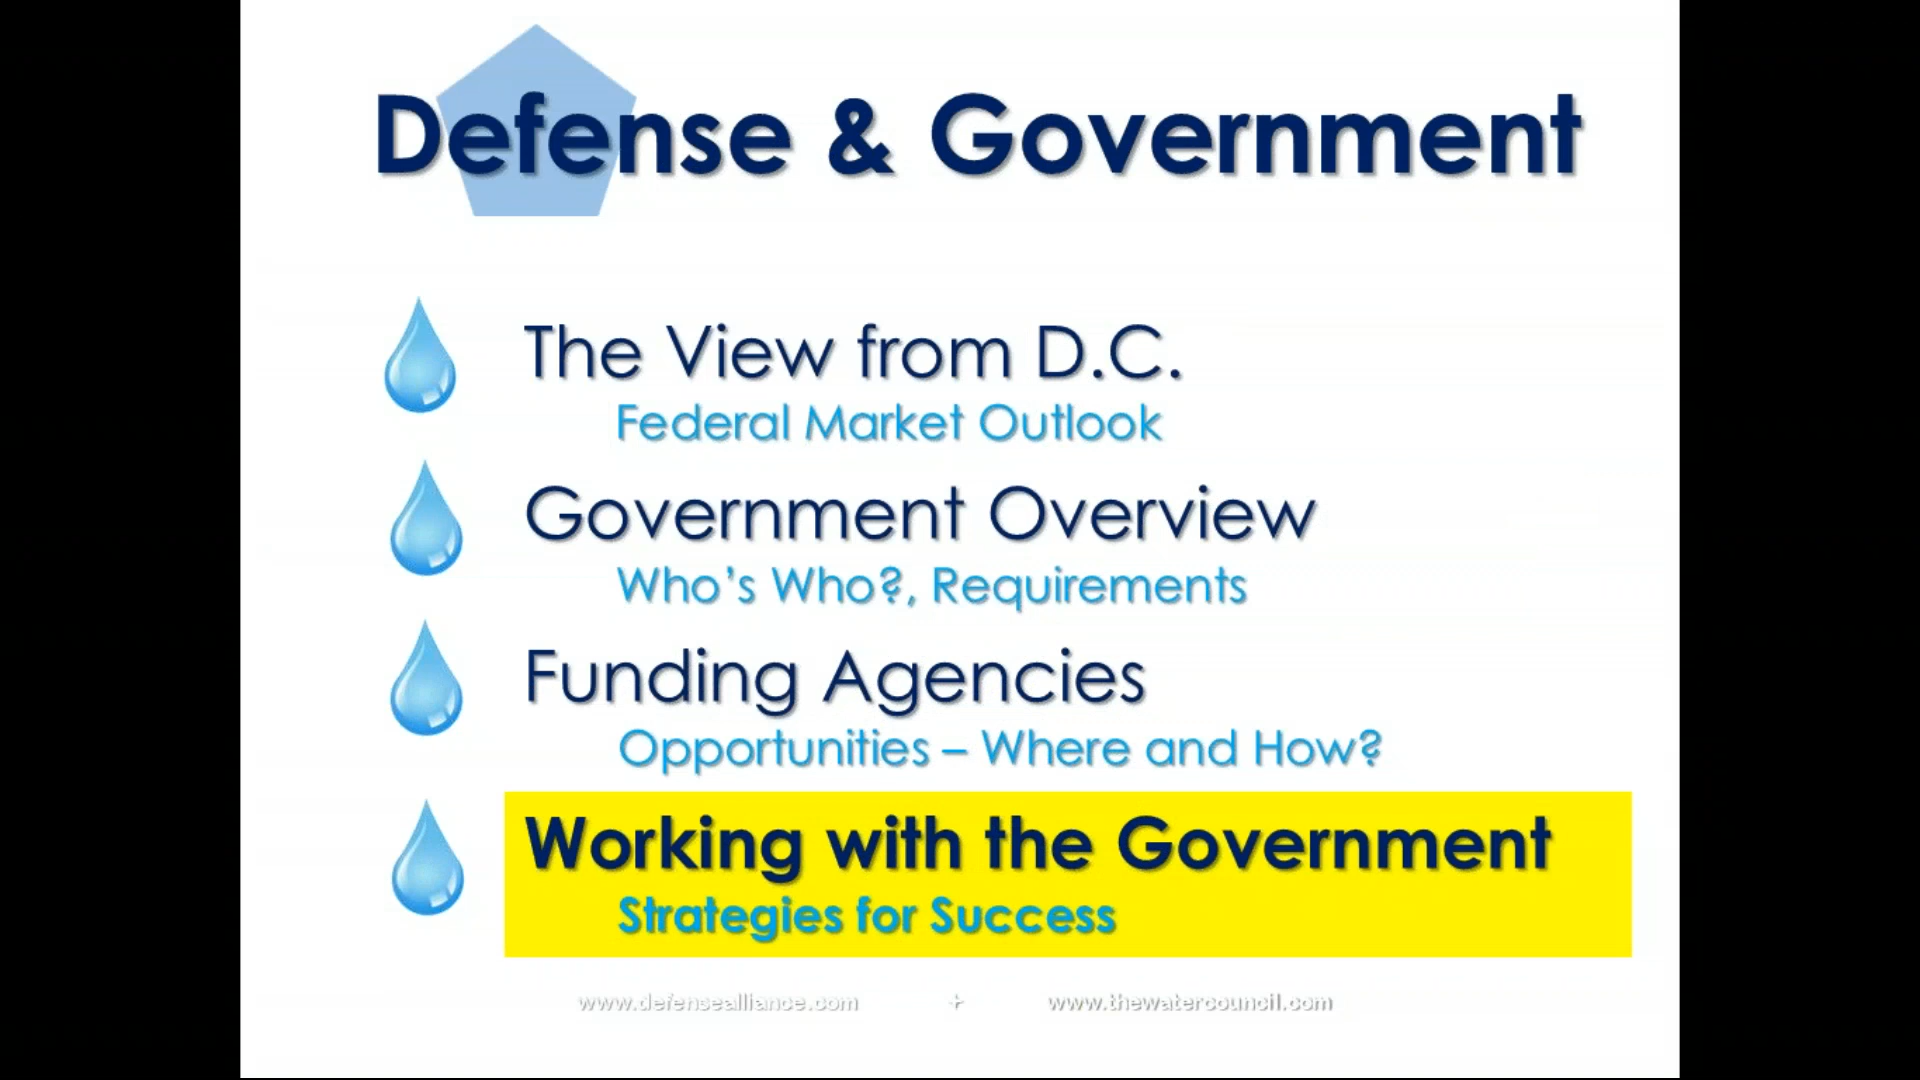 Defense & Government
The View from D.C.
Federal Market Outlook
Government Overview
Who's Who?, Requirements
Funding Agencies
Opportunities – Where and How?
Working with the Government
Strategies for Success
www.defensealliance.com + www.thewatercouncil.com